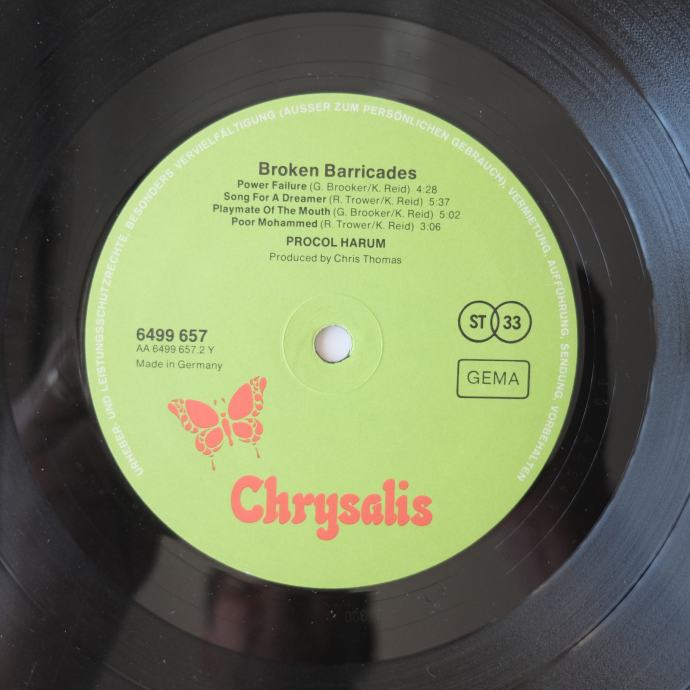 URHEBER- UND LEISTUNGSSCHUTZRECHTE, BESONDERS VERVIELFÄLTIGUNG (AUSSER ZUM PERSÖNLICHEN GEBRAUCH), VERMIETUNG, AUFFÜHRUNG, SENDUNG, VORBEHALTEN
Broken Barricades
Power Failure (G. Brooker/K. Reid) 4:28
Song For A Dreamer (R. Trower/K. Reid) 5:37
Playmate Of The Mouth (G. Brooker/K. Reid) 5:02
Poor Mohammed (R. Trower/K. Reid) 3:06
PROCOL HARUM
Produced by Chris Thomas
6499 657
AA 6499 657.2 Y
Made in Germany
ST 33
GEMA
Chrysalis